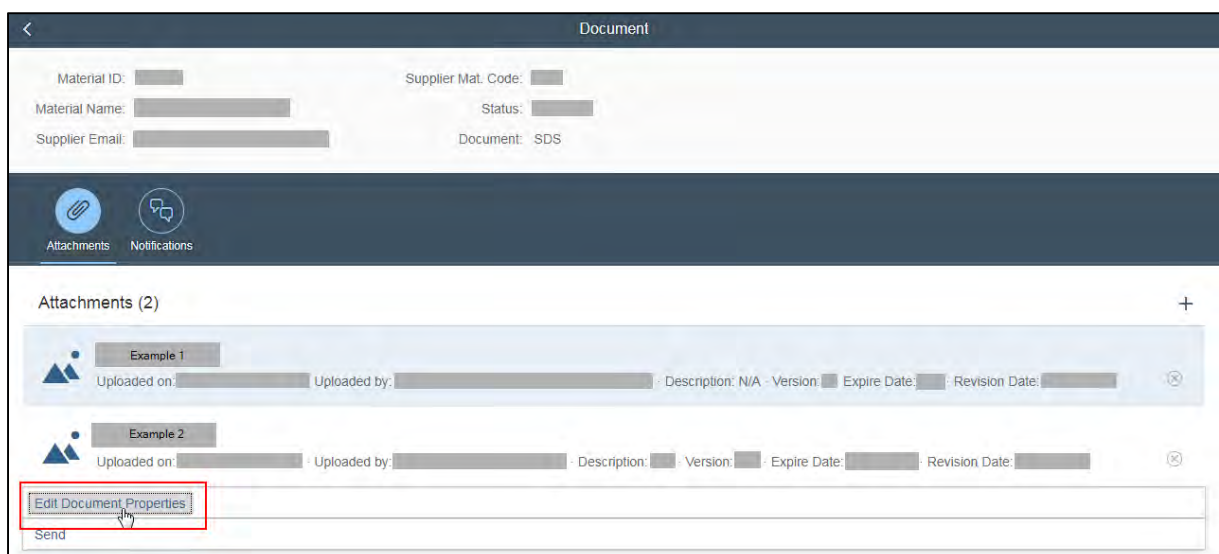 Document
Material ID:
Supplier Mat. Code:
Material Name:
Status:
Supplier Email:
Document: SDS
Attachments
Notifications
Attachments (2)
+
Example 1
Uploaded on: Uploaded by: · Description: N/A · Version: Expire Date: · Revision Date:
Example 2
Uploaded on: · Uploaded by: · Description: · Version: · Expire Date: · Revision Date:
Edit Document Properties
Send